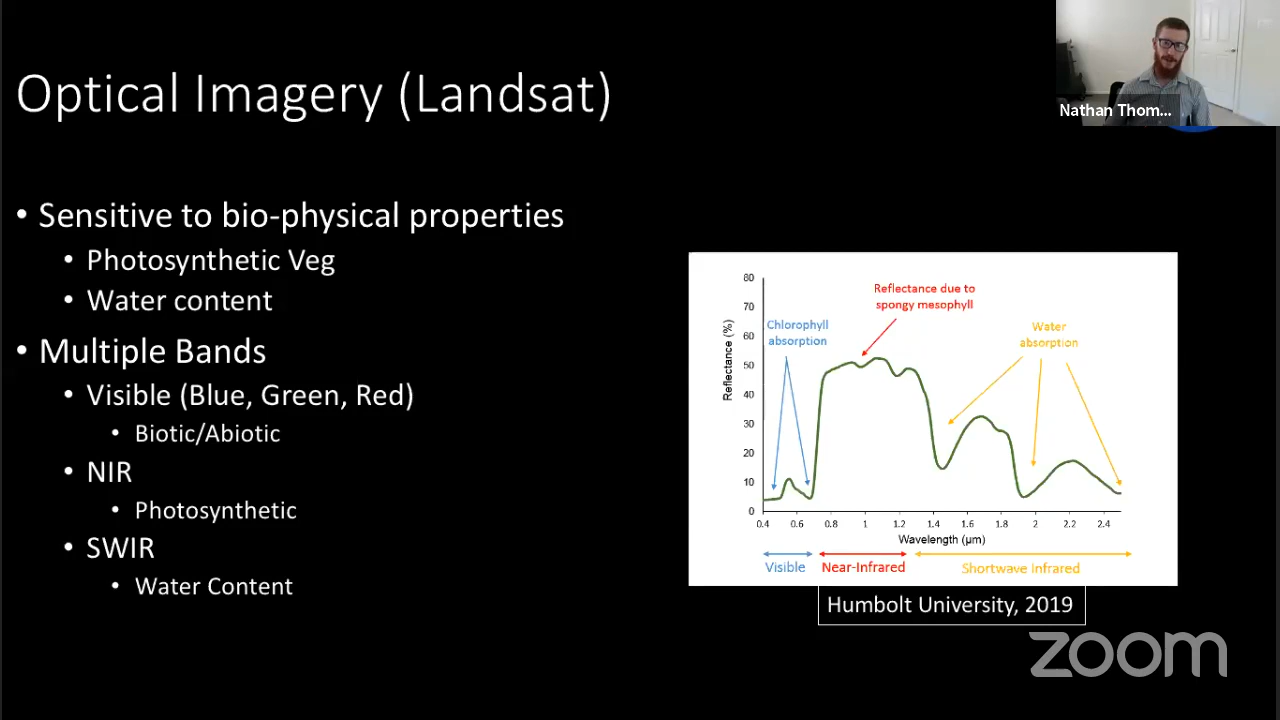 Nathan Thom...
Optical Imagery (Landsat)
• Sensitive to bio-physical properties
• Photosynthetic Veg
• Water content
• Multiple Bands
• Visible (Blue, Green, Red)
• Biotic/Abiotic
• NIR
• Photosynthetic
• SWIR
• Water Content
80
70
60
50
40
30
20
10
0
Reflectance (%)
Chlorophyll
absorption
Reflectance due to
spongy mesophyll
Water
absorption
0.4 0.6 0.8 1 1.2 1.4 1.6 1.8 2 2.2 2.4
Wavelength (µm)
Visible Near-Infrared Shortwave Infrared
Humbolt University, 2019
zoom